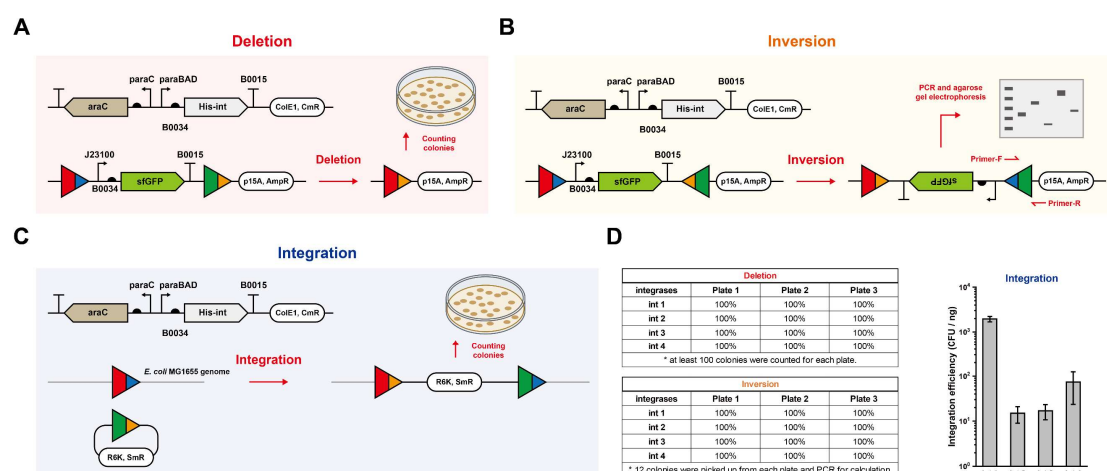 A
Deletion
paraC paraBAD B0015
araC His-int ColE1, CmR
B0034
Counting
colonies
J23100 B0015
Deletion
sfGFP p15A, AmpR p15A, AmpR
B0034
B
Inversion
paraC paraBAD B0015
araC His-int ColE1, CmR
B0034
PCR and agarose
gel electrophoresis
J23100 B0015
Inversion
Primer-F
sfGFP p15A, AmpR sfGFP p15A, AmpR
B0034
Primer-R
C
Integration
paraC paraBAD B0015
araC His-int ColE1, CmR
B0034
Counting
colonies
Integration
E. coli MG1655 genome
R6K, SmR
R6K, SmR
D
Deletion
integrases Plate 1 Plate 2 Plate 3
int 1 100% 100% 100%
int 2 100% 100% 100%
int 3 100% 100% 100%
int 4 100% 100% 100%
* at least 100 colonies were counted for each plate.
Inversion
integrases Plate 1 Plate 2 Plate 3
int 1 100% 100% 100%
int 2 100% 100% 100%
int 3 100% 100% 100%
int 4 100% 100% 100%
* 12 colonies were picked up from each plate and PCR for calculation
Integration
Integration efficiency (CFU / ng)
10⁴
10³
10²
10¹
10⁰